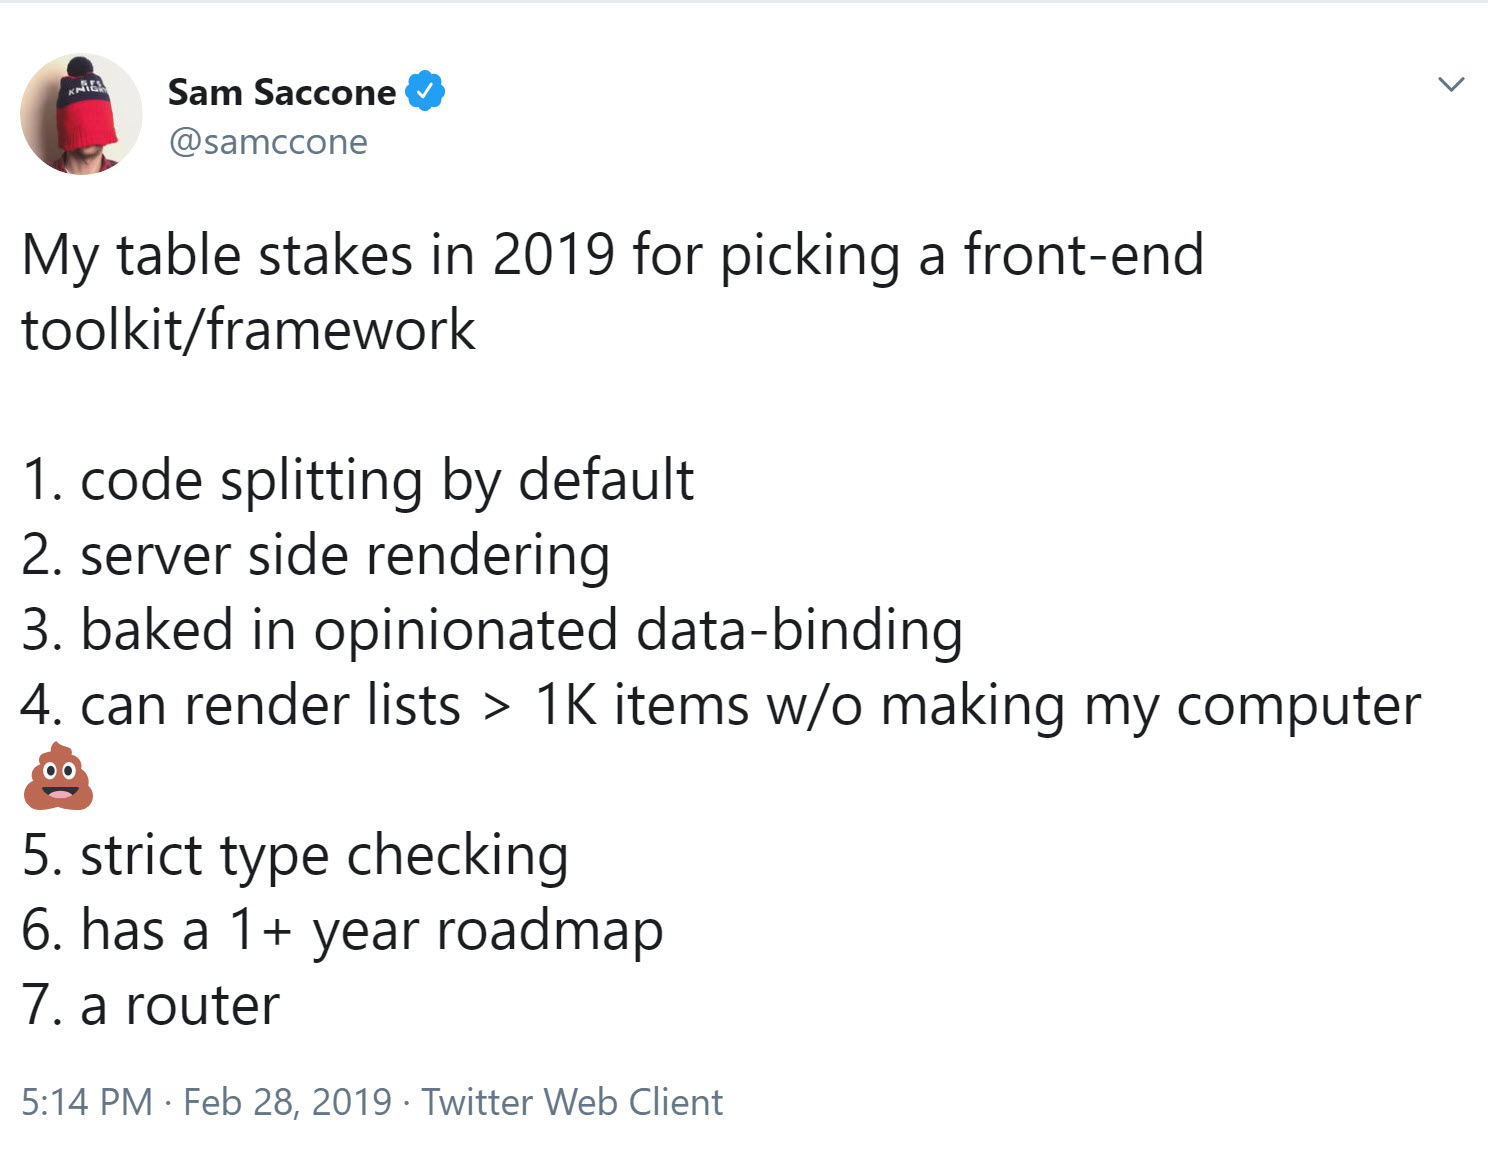 Sam Saccone
@samccone
My table stakes in 2019 for picking a front-end
toolkit/framework
1. code splitting by default
2. server side rendering
3. baked in opinionated data-binding
4. can render lists > 1K items w/o making my computer
💩
5. strict type checking
6. has a 1+ year roadmap
7. a router
5:14 PM · Feb 28, 2019 · Twitter Web Client